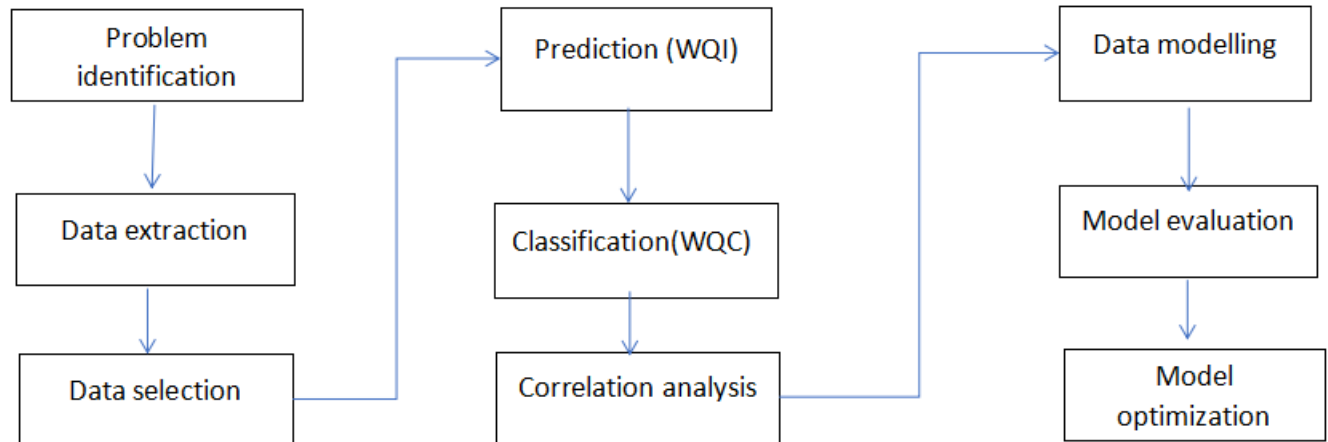 Problem
identification
Data extraction
Data selection
Prediction (WQI)
Classification(WQC)
Correlation analysis
Data modelling
Model evaluation
Model
optimization